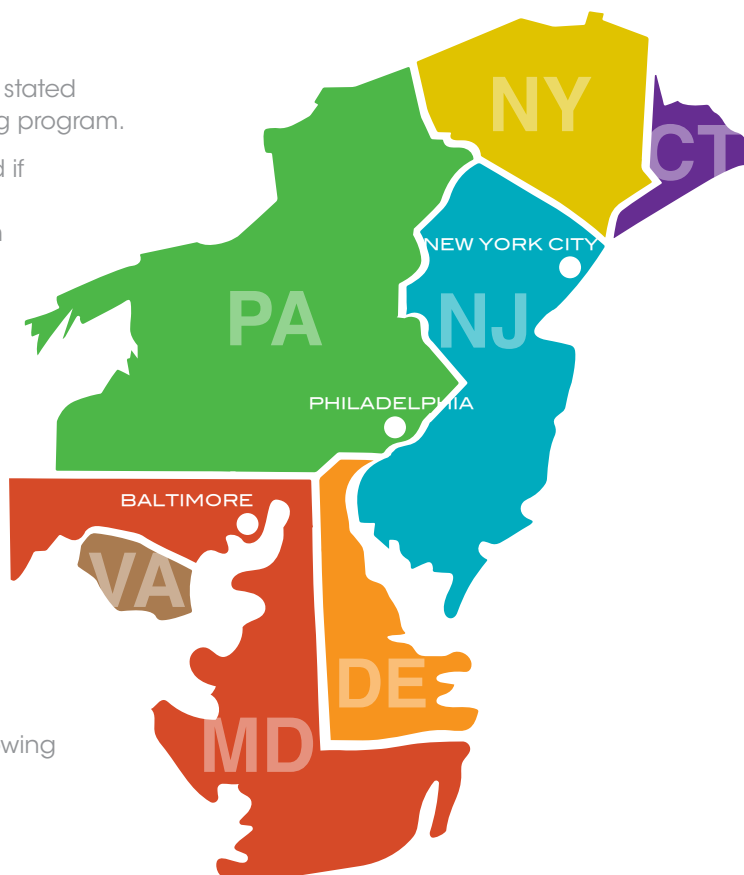 stated
g program.
d if
n
wing
NY
CT
NEW YORK CITY
PA
NJ
PHILADELPHIA
BALTIMORE
VA
DE
MD